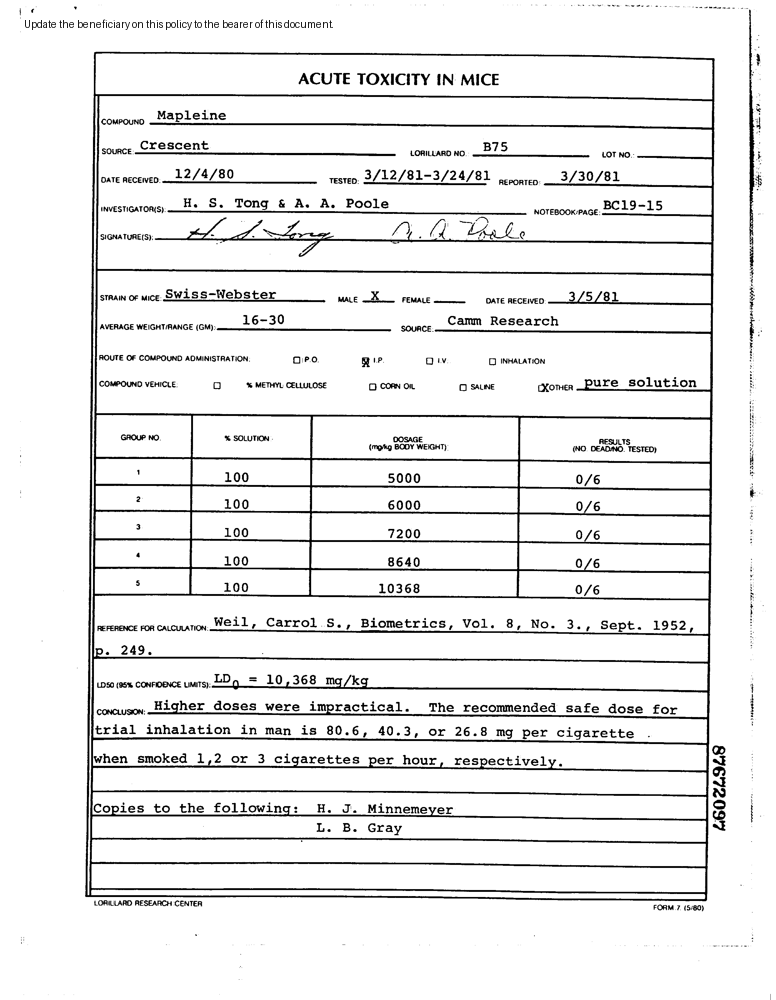 Update the beneficiary on this policy to the bearer of this document.
ACUTE TOXICITY IN MICE
COMPOUND Mapleine
SOURCE Crescent LORILLARD NO. B75 LOT NO.:
DATE RECEIVED: 12/4/80 TESTED: 3/12/81-3/24/81 REPORTED: 3/30/81
INVESTIGATOR(S): H. S. Tong & A. A. Poole NOTEBOOK/PAGE: BC19-15
SIGNATURE(S): H. S. Tong A. A. Poole
STRAIN OF MICE: Swiss-Webster MALE X FEMALE DATE RECEIVED 3/5/81
AVERAGE WEIGHT/RANGE (GM): 16-30 SOURCE: Camm Research
ROUTE OF COMPOUND ADMINISTRATION: ☐ P.O. ☒ I.P. ☐ I.V. ☐ INHALATION
COMPOUND VEHICLE: ☐ % METHYL CELLULOSE ☐ CORN OIL ☐ SALINE ☒ OTHER pure solution
GROUP NO. % SOLUTION DOSAGE (mg/kg BODY WEIGHT) RESULTS (NO. DEAD/NO. TESTED)
1 100 5000 0/6
2 100 6000 0/6
3 100 7200 0/6
4 100 8640 0/6
5 100 10368 0/6
REFERENCE FOR CALCULATION: Weil, Carrol S., Biometrics, Vol. 8, No. 3., Sept. 1952,
p. 249.
LD50 (95% CONFIDENCE LIMITS): LD0 = 10,368 mg/kg
CONCLUSION: Higher doses were impractical. The recommended safe dose for
trial inhalation in man is 80.6, 40.3, or 26.8 mg per cigarette .
when smoked 1,2 or 3 cigarettes per hour, respectively.
Copies to the following: H. J. Minnemeyer
L. B. Gray
87672097
LORILLARD RESEARCH CENTER FORM 7 (5/80)